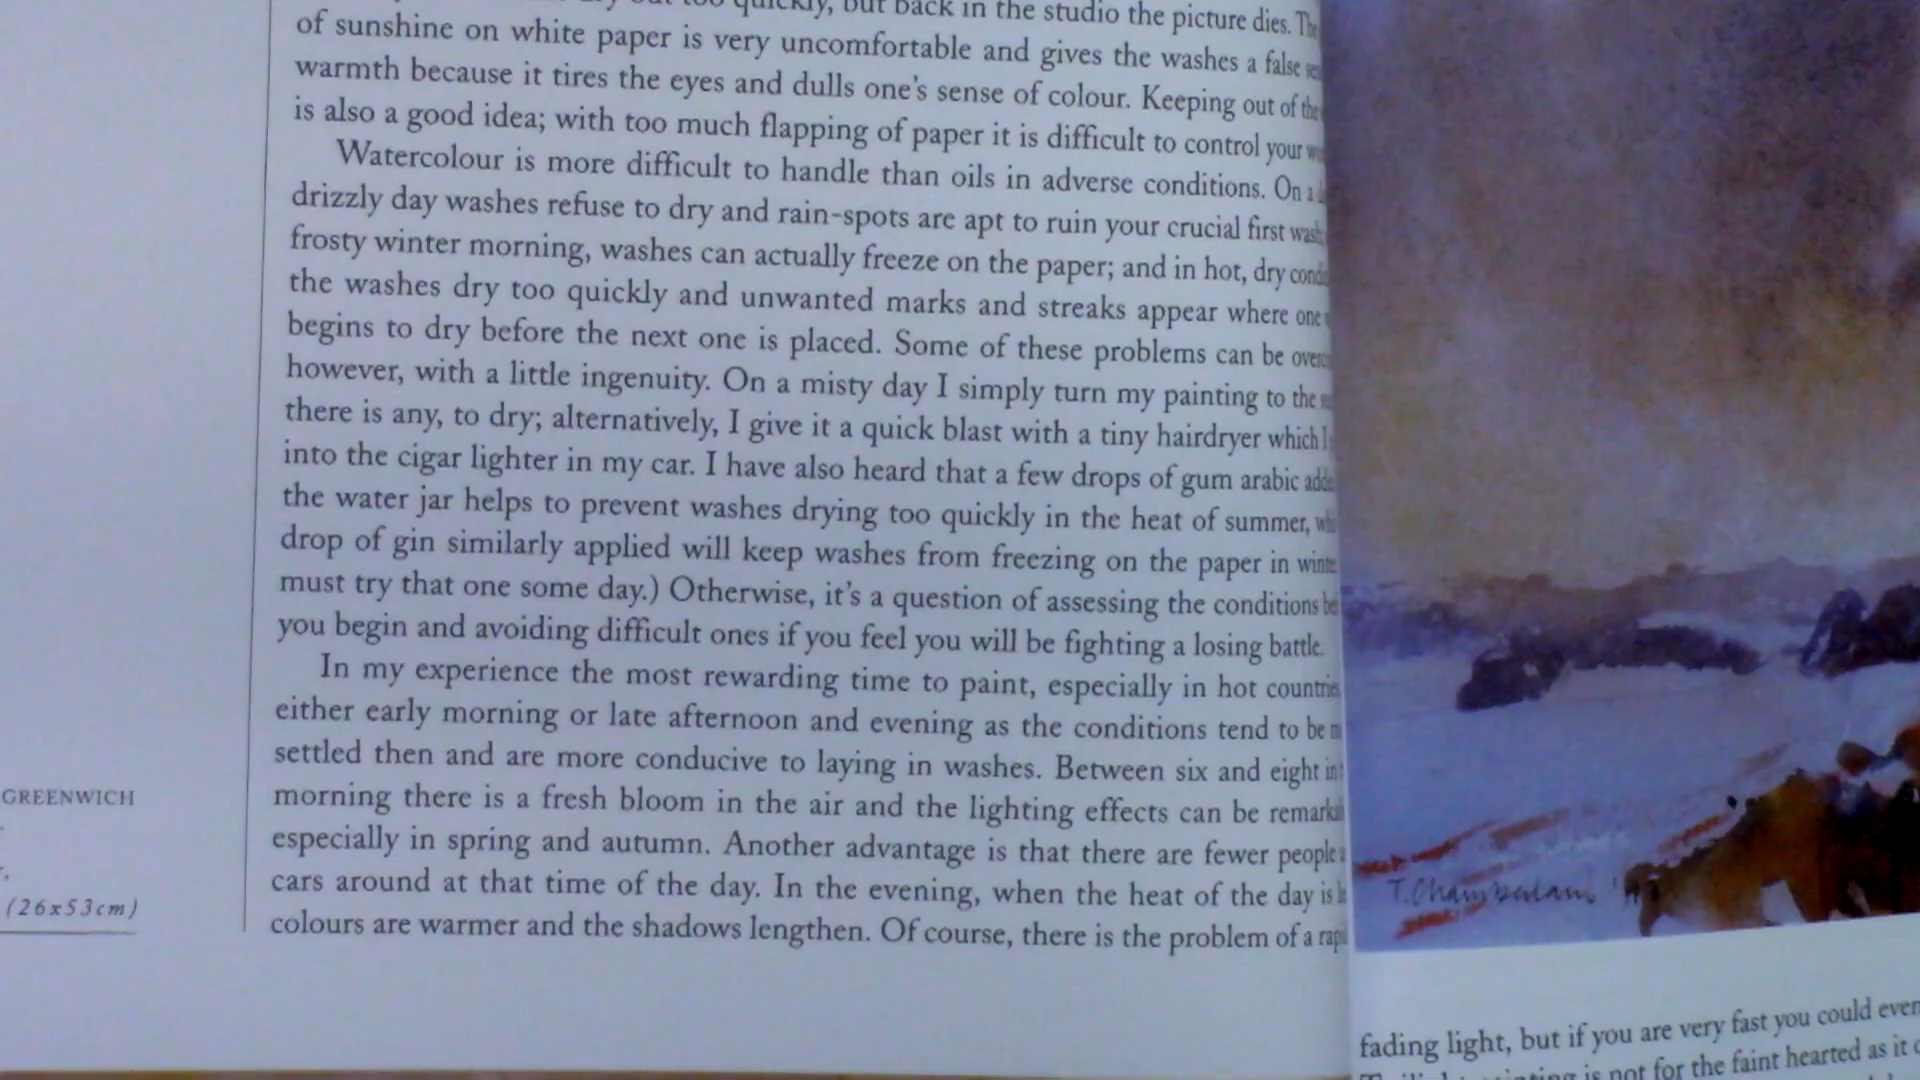 quickly, but back in the studio the picture dies.
of sunshine on white paper is very uncomfortable and gives the washes a false
warmth because it tires the eyes and dulls one's sense of colour. Keeping out of the
is also a good idea; with too much flapping of paper it is difficult to control your
Watercolour is more difficult to handle than oils in adverse conditions. On a
drizzly day washes refuse to dry and rain-spots are apt to ruin your crucial first
frosty winter morning, washes can actually freeze on the paper; and in hot, dry
the washes dry too quickly and unwanted marks and streaks appear where one
begins to dry before the next one is placed. Some of these problems can be
however, with a little ingenuity. On a misty day I simply turn my painting to the
there is any, to dry; alternatively, I give it a quick blast with a tiny hairdryer which I
into the cigar lighter in my car. I have also heard that a few drops of gum arabic
the water jar helps to prevent washes drying too quickly in the heat of summer,
drop of gin similarly applied will keep washes from freezing on the paper in
must try that one some day.) Otherwise, it's a question of assessing the conditions
you begin and avoiding difficult ones if you feel you will be fighting a losing battle.
In my experience the most rewarding time to paint, especially in hot
either early morning or late afternoon and evening as the conditions tend to be
settled then and are more conducive to laying in washes. Between six and eight in
morning there is a fresh bloom in the air and the lighting effects can be
especially in spring and autumn. Another advantage is that there are fewer people
cars around at that time of the day. In the evening, when the heat of the day is
colours are warmer and the shadows lengthen. Of course, there is the problem of a
GREENWICH
(26x53cm)
T. Chamberlain
fading light, but if you are very fast you could even
is not for the faint hearted as it